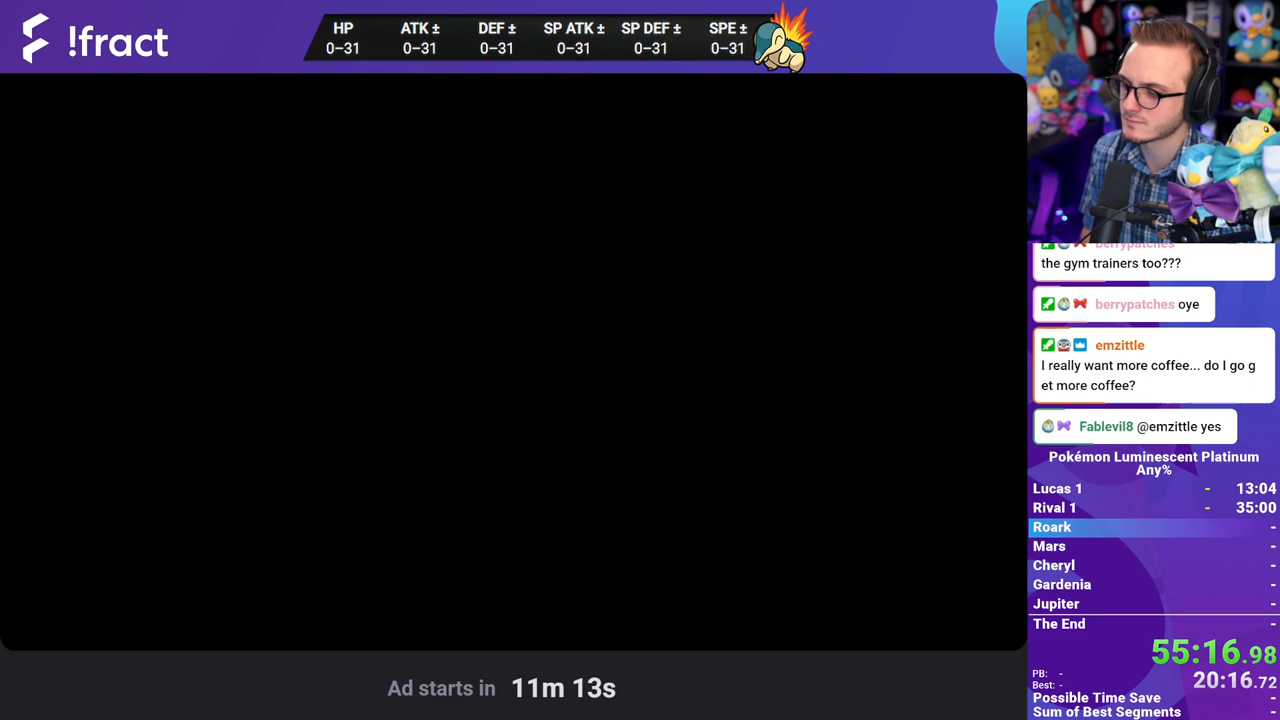 !fract
HP ATK ± DEF ± SP ATK ± SP DEF ± SPE ±
0–31 0–31 0–31 0–31 0–31 0–31
berrypatches
the gym trainers too???
berrypatches oye
emzittle
I really want more coffee... do I go g
et more coffee?
Fablevil8 @emzittle yes
Pokémon Luminescent Platinum
Any%
Lucas 1 - 13:04
Rival 1 - 35:00
Roark -
Mars -
Cheryl -
Gardenia -
Jupiter -
The End -
55:16.98
PB: -
Best: - 20:16.72
Possible Time Save -
Sum of Best Segments -
Ad starts in 11m 13s